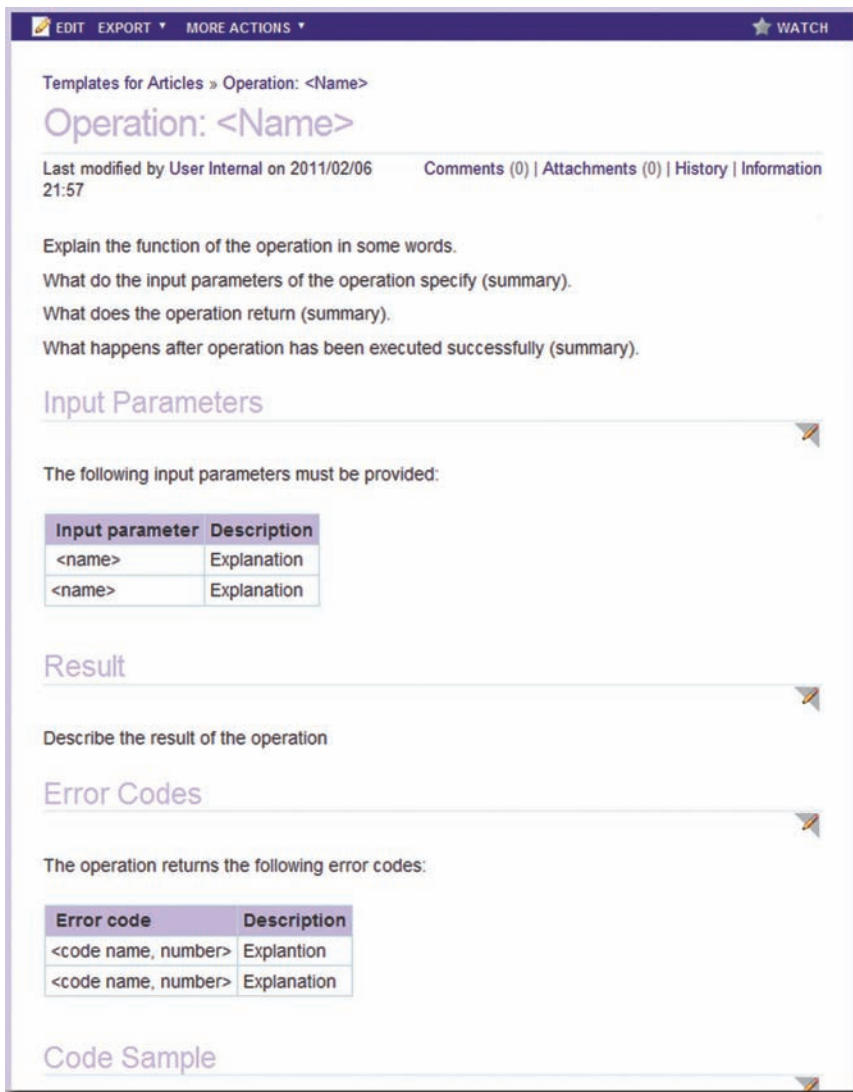 EDIT EXPORT ▼ MORE ACTIONS ▼ WATCH
Templates for Articles » Operation: <Name>
Operation: <Name>
Last modified by User Internal on 2011/02/06 Comments (0) | Attachments (0) | History | Information
21:57
Explain the function of the operation in some words.
What do the input parameters of the operation specify (summary).
What does the operation return (summary).
What happens after operation has been executed successfully (summary).
Input Parameters
The following input parameters must be provided:
Input parameter Description
<name> Explanation
<name> Explanation
Result
Describe the result of the operation
Error Codes
The operation returns the following error codes:
Error code Description
<code name, number> Explantion
<code name, number> Explanation
Code Sample